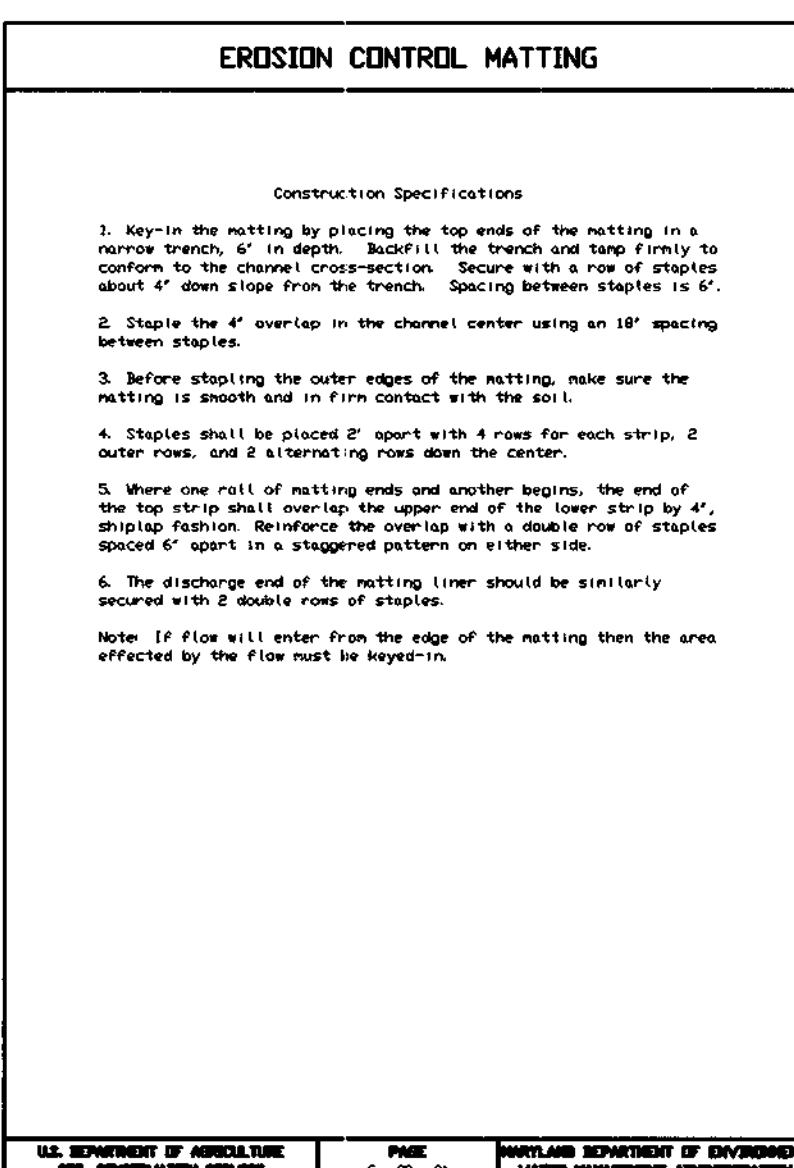 EROSION CONTROL MATTING
Construction Specifications
1. Key-in the matting by placing the top ends of the matting in a
narrow trench, 6" in depth. Backfill the trench and tamp firmly to
conform to the channel cross-section. Secure with a row of staples
about 4" down slope from the trench. Spacing between staples is 6".
2. Staple the 4" overlap in the channel center using an 18" spacing
between staples.
3. Before stapling the outer edges of the matting, make sure the
matting is smooth and in firm contact with the soil.
4. Staples shall be placed 2' apart with 4 rows for each strip, 2
outer rows, and 2 alternating rows down the center.
5. Where one roll of matting ends and another begins, the end of
the top strip shall overlap the upper end of the lower strip by 4",
shiplap fashion. Reinforce the overlap with a double row of staples
spaced 6" apart in a staggered pattern on either side.
6. The discharge end of the matting liner should be similarly
secured with 2 double rows of staples.
Note: If flow will enter from the edge of the matting then the area
effected by the flow must be keyed-in.
U.S. DEPARTMENT OF AGRICULTURE
PAGE
MARYLAND DEPARTMENT OF